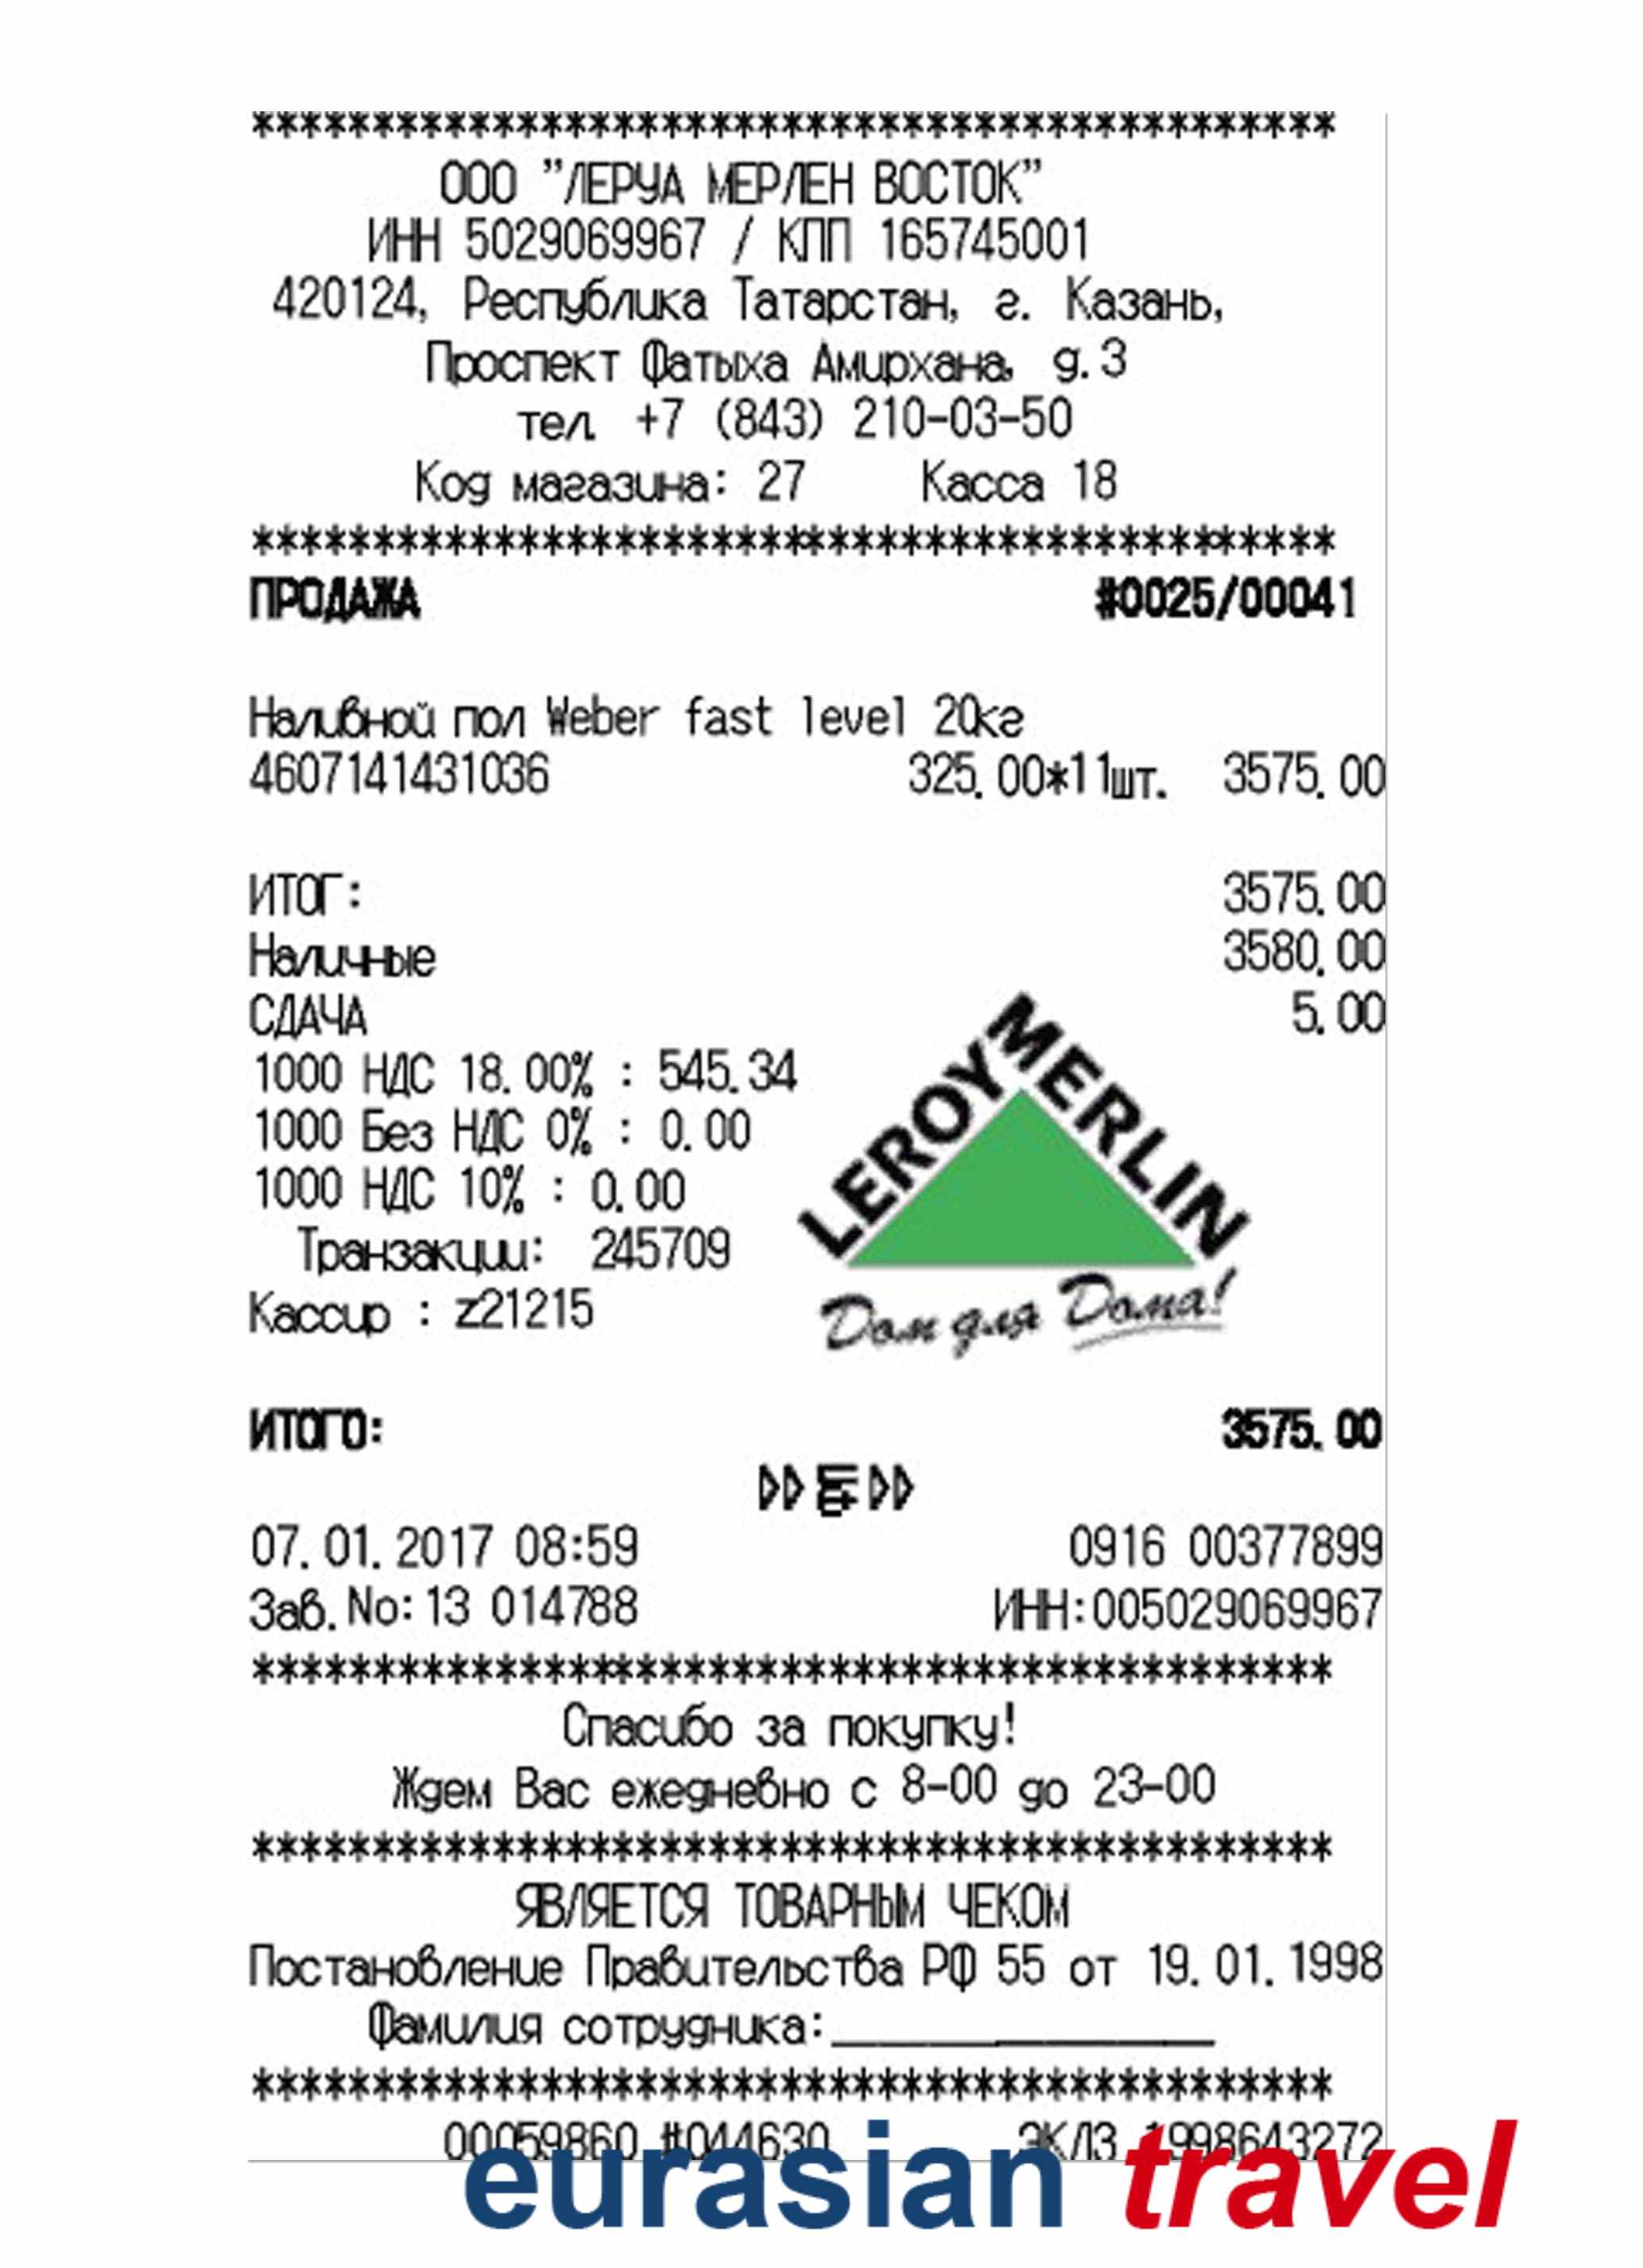 *********************************************
ООО "ЛЕРУА МЕРЛЕН ВОСТОК"
ИНН 5029069967 / КПП 165745001
420124, Республика Татарстан, г. Казань,
Проспект Фатыха Амирхана, д.3
тел. +7 (843) 210-03-50
Код магазина: 27 Касса 18
*********************************************
ПРОДАЖА #0025/00041
Наливной пол Weber fast level 20кг
4607141431036 325.00*11шт. 3575.00
ИТОГ: 3575.00
Наличные 3580.00
СДАЧА 5.00
1000 НДС 18.00% : 545.34
1000 Без НДС 0% : 0.00
1000 НДС 10% : 0.00
Транзакции: 245709
Кассир : z21215
LEROY MERLIN
Дом для Дома!
ИТОГО: 3575.00
07.01.2017 08:59 0916 00377899
Зав.No:13 014788 ИНН:005029069967
*********************************************
Спасибо за покупку!
Ждем Вас ежедневно с 8-00 до 23-00
*********************************************
ЯВЛЯЕТСЯ ТОВАРНЫМ ЧЕКОМ
Постановление Правительства РФ 55 от 19.01.1998
Фамилия сотрудника:________________
*********************************************
00059860 #044630 ЭКЛЗ 1998643272
eurasian travel